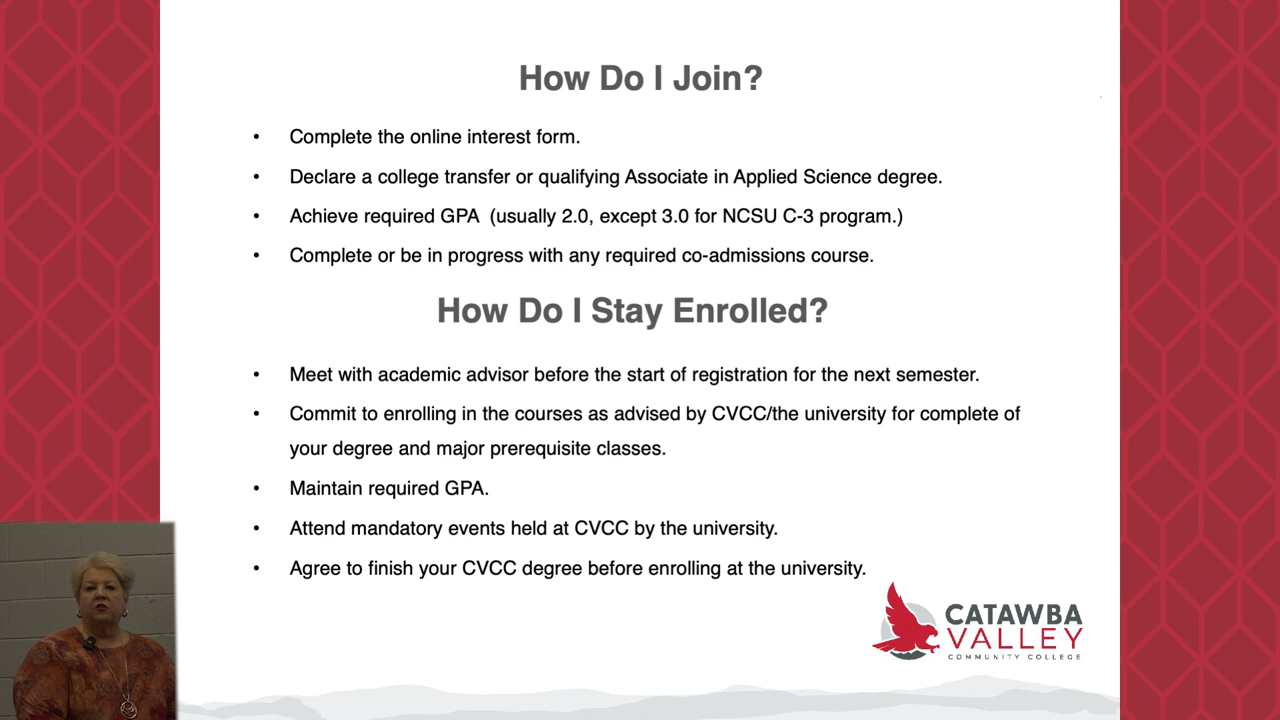 How Do I Join?
• Complete the online interest form.
• Declare a college transfer or qualifying Associate in Applied Science degree.
• Achieve required GPA  (usually 2.0, except 3.0 for NCSU C-3 program.)
• Complete or be in progress with any required co-admissions course.
How Do I Stay Enrolled?
• Meet with academic advisor before the start of registration for the next semester.
• Commit to enrolling in the courses as advised by CVCC/the university for complete of
your degree and major prerequisite classes.
• Maintain required GPA.
• Attend mandatory events held at CVCC by the university.
• Agree to finish your CVCC degree before enrolling at the university.
CATAWBA
VALLEY
COMMUNITY COLLEGE